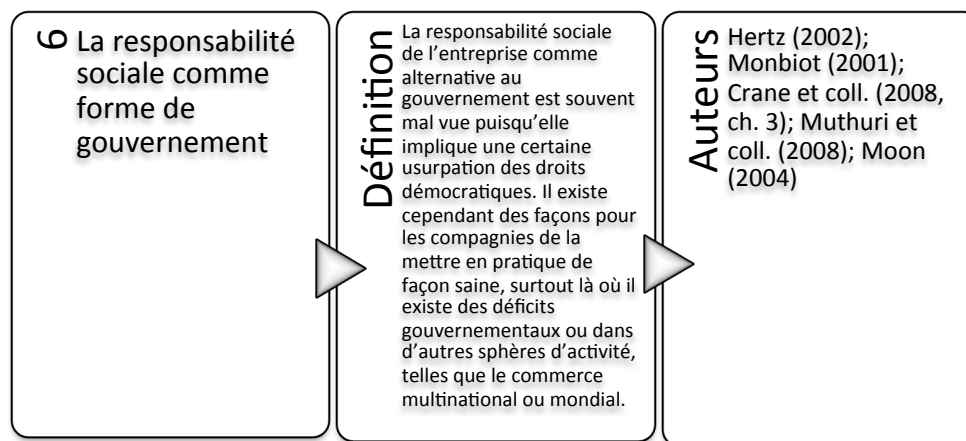 6
La responsabilité
sociale comme
forme de
gouvernement
Définition
La responsabilité sociale
de l’entreprise comme
alternative au
gouvernement est souvent
mal vue puisqu’elle
implique une certaine
usurpation des droits
démocratiques. Il existe
cependant des façons pour
les compagnies de la
mettre en pratique de
façon saine, surtout là où il
existe des déficits
gouvernementaux ou dans
d’autres sphères d’activité,
telles que le commerce
multinational ou mondial.
Auteurs
Hertz (2002);
Monbiot (2001);
Crane et coll. (2008,
ch. 3); Muthuri et
coll. (2008); Moon
(2004)